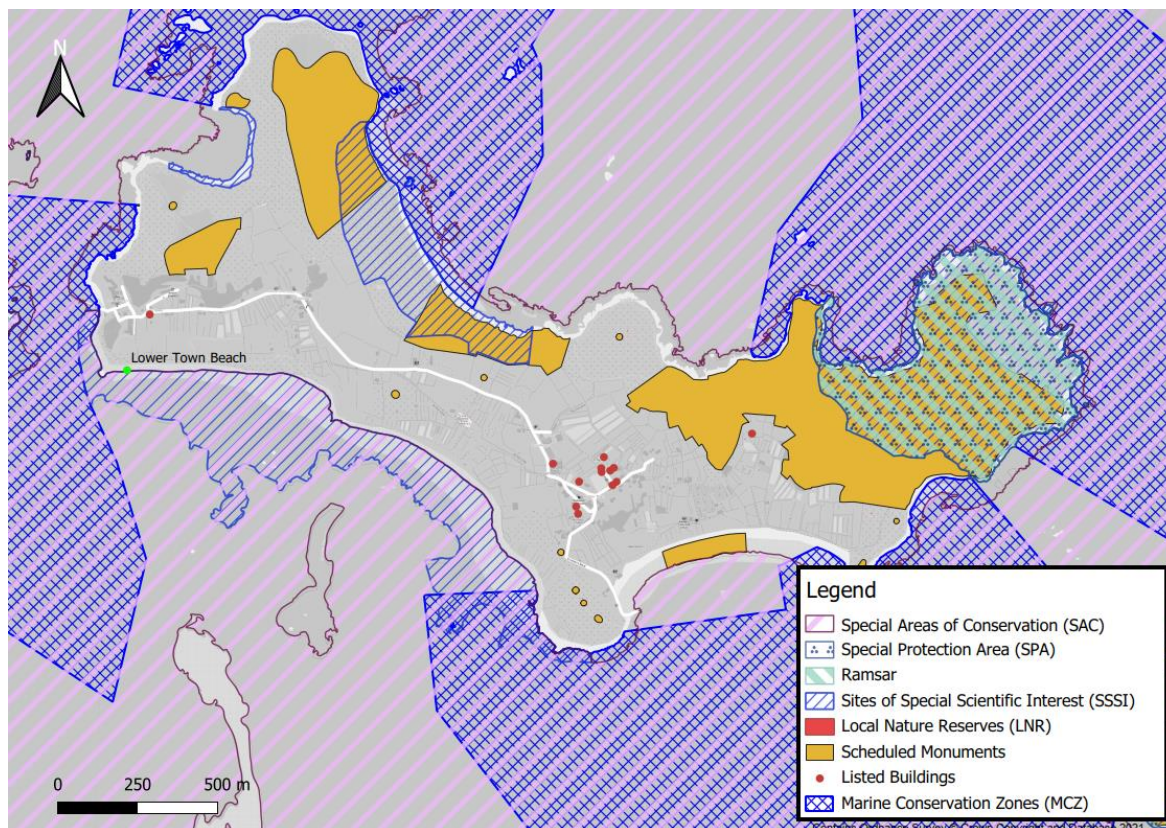 N
Lower Town Beach
Legend
Special Areas of Conservation (SAC)
Special Protection Area (SPA)
Ramsar
Sites of Special Scientific Interest (SSSI)
Local Nature Reserves (LNR)
Scheduled Monuments
Listed Buildings
Marine Conservation Zones (MCZ)
0 250 500 m